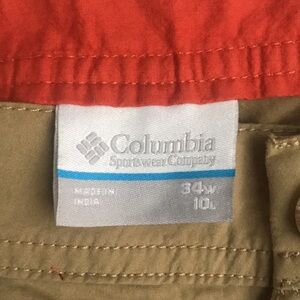 Columbia
Sportswear Company
MADE IN
INDIA
34W
10L